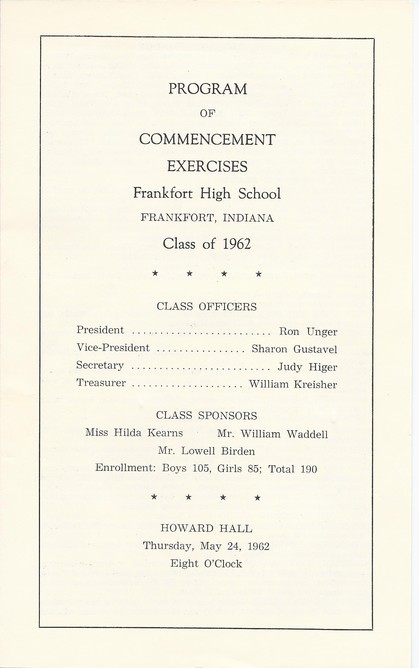 PROGRAM
OF
COMMENCEMENT
EXERCISES
Frankfort High School
FRANKFORT, INDIANA
Class of 1962
* * * *
CLASS OFFICERS
President ......................... Ron Unger
Vice-President ................ Sharon Gustavel
Secretary ......................... Judy Higer
Treasurer .................... William Kreisher
CLASS SPONSORS
Miss Hilda Kearns Mr. William Waddell
Mr. Lowell Birden
Enrollment: Boys 105, Girls 85; Total 190
* * * *
HOWARD HALL
Thursday, May 24, 1962
Eight O'Clock